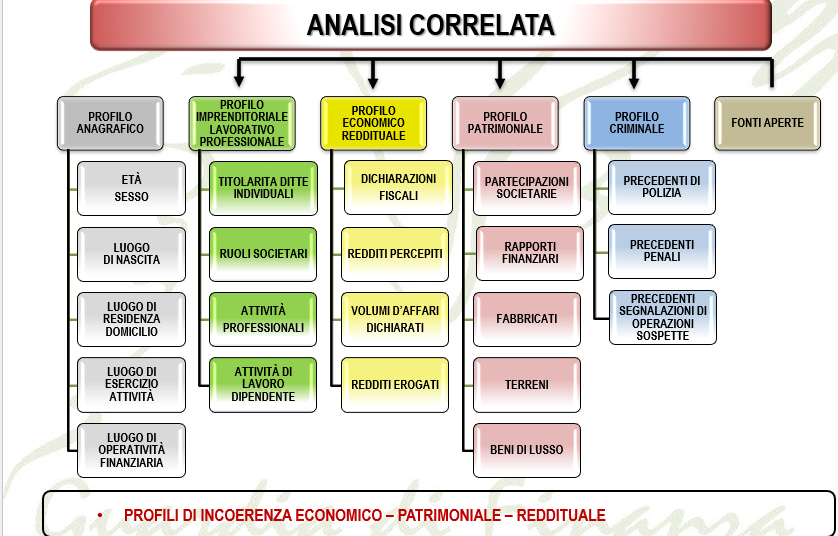 ANALISI CORRELATA
PROFILO
ANAGRAFICO
ETÀ
SESSO
LUOGO
DI NASCITA
LUOGO DI
RESIDENZA
DOMICILIO
LUOGO DI
ESERCIZIO
ATTIVITÀ
LUOGO DI
OPERATIVITÀ
FINANZIARIA
PROFILO
IMPRENDITORIALE
LAVORATIVO
PROFESSIONALE
TITOLARITA DITTE
INDIVIDUALI
RUOLI SOCIETARI
ATTIVITÀ
PROFESSIONALI
ATTIVITÀ DI
LAVORO
DIPENDENTE
PROFILO
ECONOMICO
REDDITUALE
DICHIARAZIONI
FISCALI
REDDITI PERCEPITI
VOLUMI D'AFFARI
DICHIARATI
REDDITI EROGATI
PROFILO
PATRIMONIALE
PARTECIPAZIONI
SOCIETARIE
RAPPORTI
FINANZIARI
FABBRICATI
TERRENI
BENI DI LUSSO
PROFILO
CRIMINALE
PRECEDENTI DI
POLIZIA
PRECEDENTI
PENALI
PRECEDENTI
SEGNALAZIONI DI
OPERAZIONI
SOSPETTE
FONTI APERTE
• PROFILI DI INCOERENZA ECONOMICO – PATRIMONIALE – REDDITUALE
Guardia di Finanza